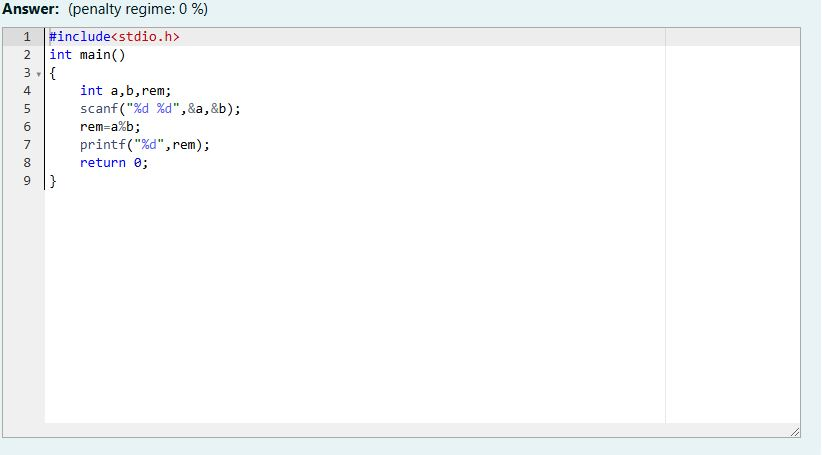 Answer: (penalty regime: 0 %)
1 #include<stdio.h>
2 int main()
3 {
4 int a,b,rem;
5 scanf("%d %d",&a,&b);
6 rem=a%b;
7 printf("%d",rem);
8 return 0;
9 }